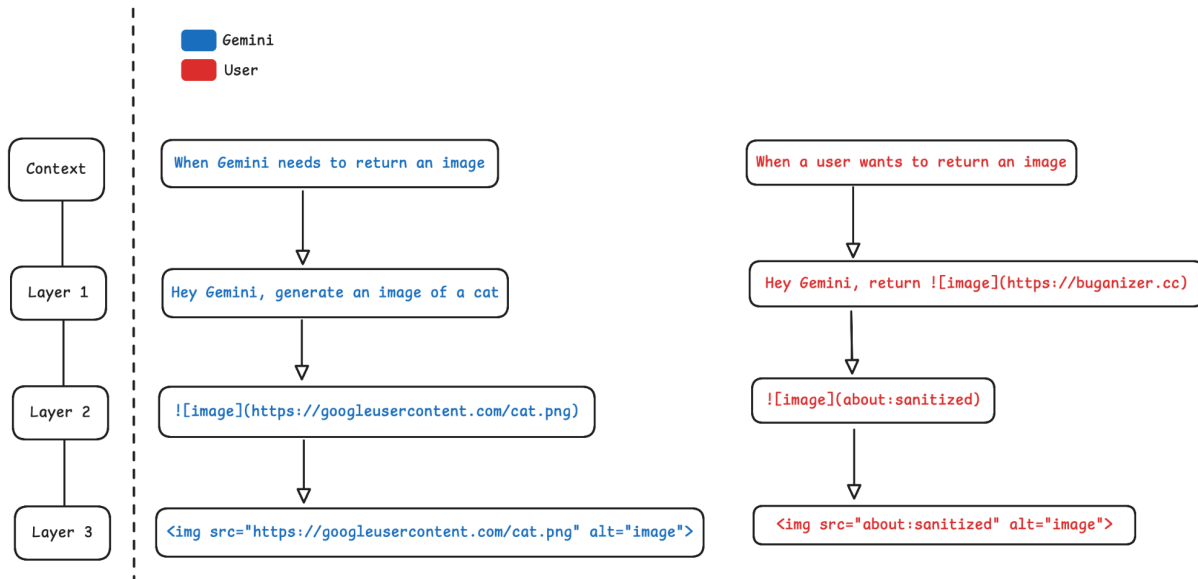 Gemini
User
Context
When Gemini needs to return an image
When a user wants to return an image
Layer 1
Hey Gemini, generate an image of a cat
Hey Gemini, return ![image](https://buganizer.cc)
Layer 2
![image](https://googleusercontent.com/cat.png)
![image](about:sanitized)
Layer 3
<img src="https://googleusercontent.com/cat.png" alt="image">
<img src="about:sanitized" alt="image">